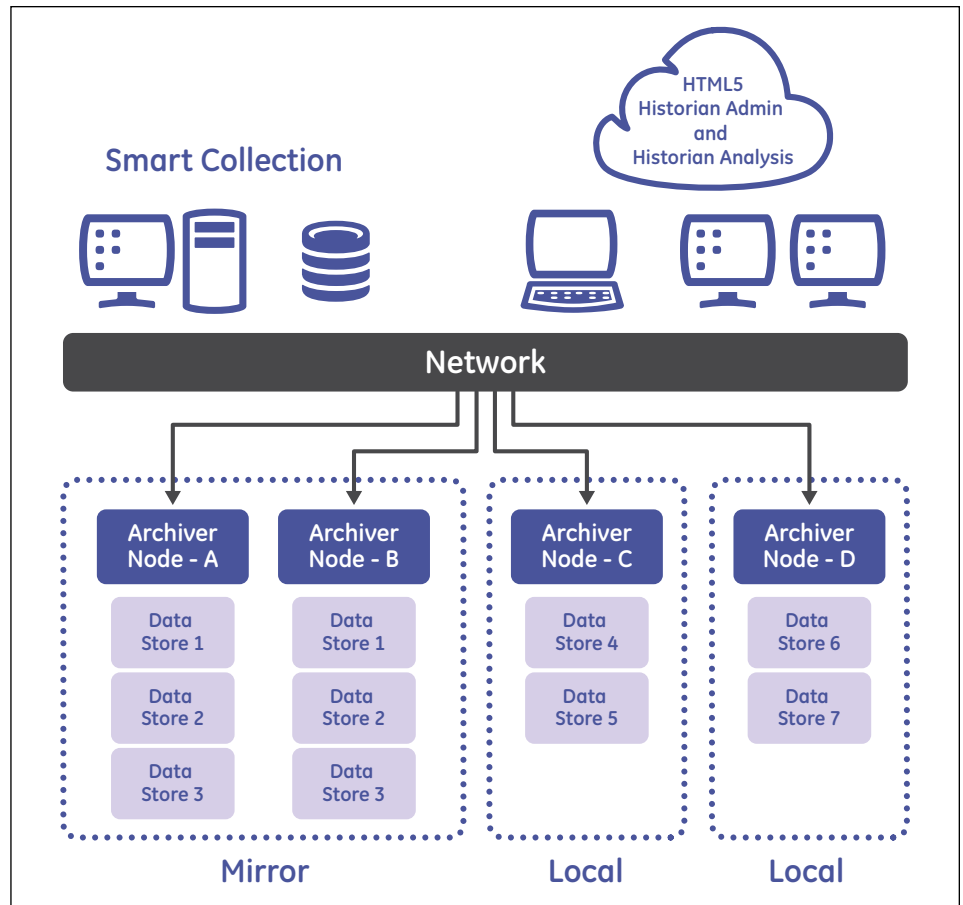 HTML5
Historian Admin
and
Historian Analysis
Smart Collection
Network
Archiver
Node - A
Archiver
Node - B
Archiver
Node - C
Archiver
Node - D
Data
Store 1
Data
Store 1
Data
Store 4
Data
Store 6
Data
Store 2
Data
Store 2
Data
Store 5
Data
Store 7
Data
Store 3
Data
Store 3
Mirror
Local
Local